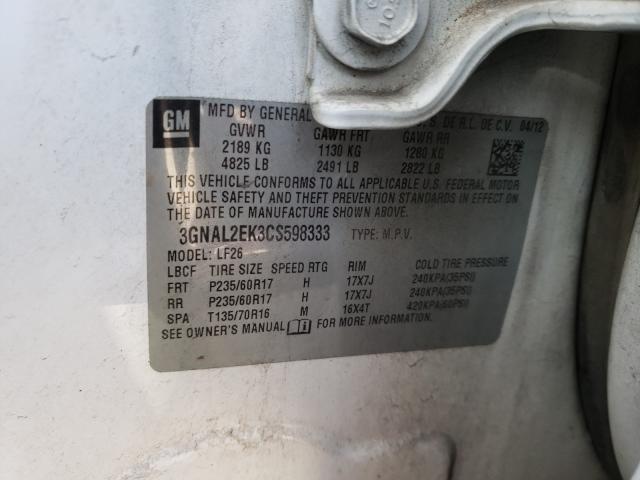 GM
MFD BY GENERAL S. DE R.L. DE C.V. 04/12
GVWR GAWR FRT GAWR RR
2189 KG 1130 KG 1280 KG
4825 LB 2491 LB 2822 LB
THIS VEHICLE CONFORMS TO ALL APPLICABLE U.S. FEDERAL MOTOR
VEHICLE SAFETY AND THEFT PREVENTION STANDARDS IN EFFECT ON
THE DATE OF MANUFACTURE SHOWN ABOVE.
3GNAL2EK3CS598333 TYPE: M.P.V.
MODEL: LF26
LBCF TIRE SIZE SPEED RTG RIM COLD TIRE PRESSURE
FRT P235/60R17 H 17X7J 240KPA(35PSI)
RR P235/60R17 H 17X7J 240KPA(35PSI)
SPA T135/70R16 M 16X4T 420KPA(60PSI)
SEE OWNER'S MANUAL FOR MORE INFORMATION.